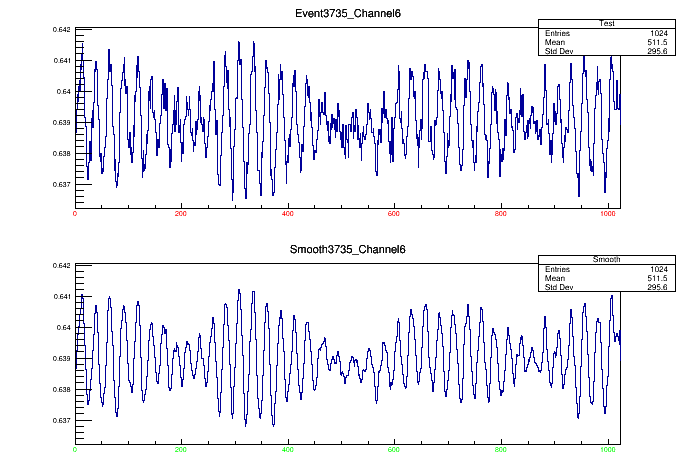 Event3735_Channel6
Test
Entries 1024
Mean 511.5
Std Dev 295.6
0.642
0.641
0.64
0.639
0.638
0.637
0 200 400 600 800 1000
Smooth3735_Channel6
Smooth
Entries 1024
Mean 511.5
Std Dev 295.6
0.642
0.641
0.64
0.639
0.638
0.637
0 200 400 600 800 1000